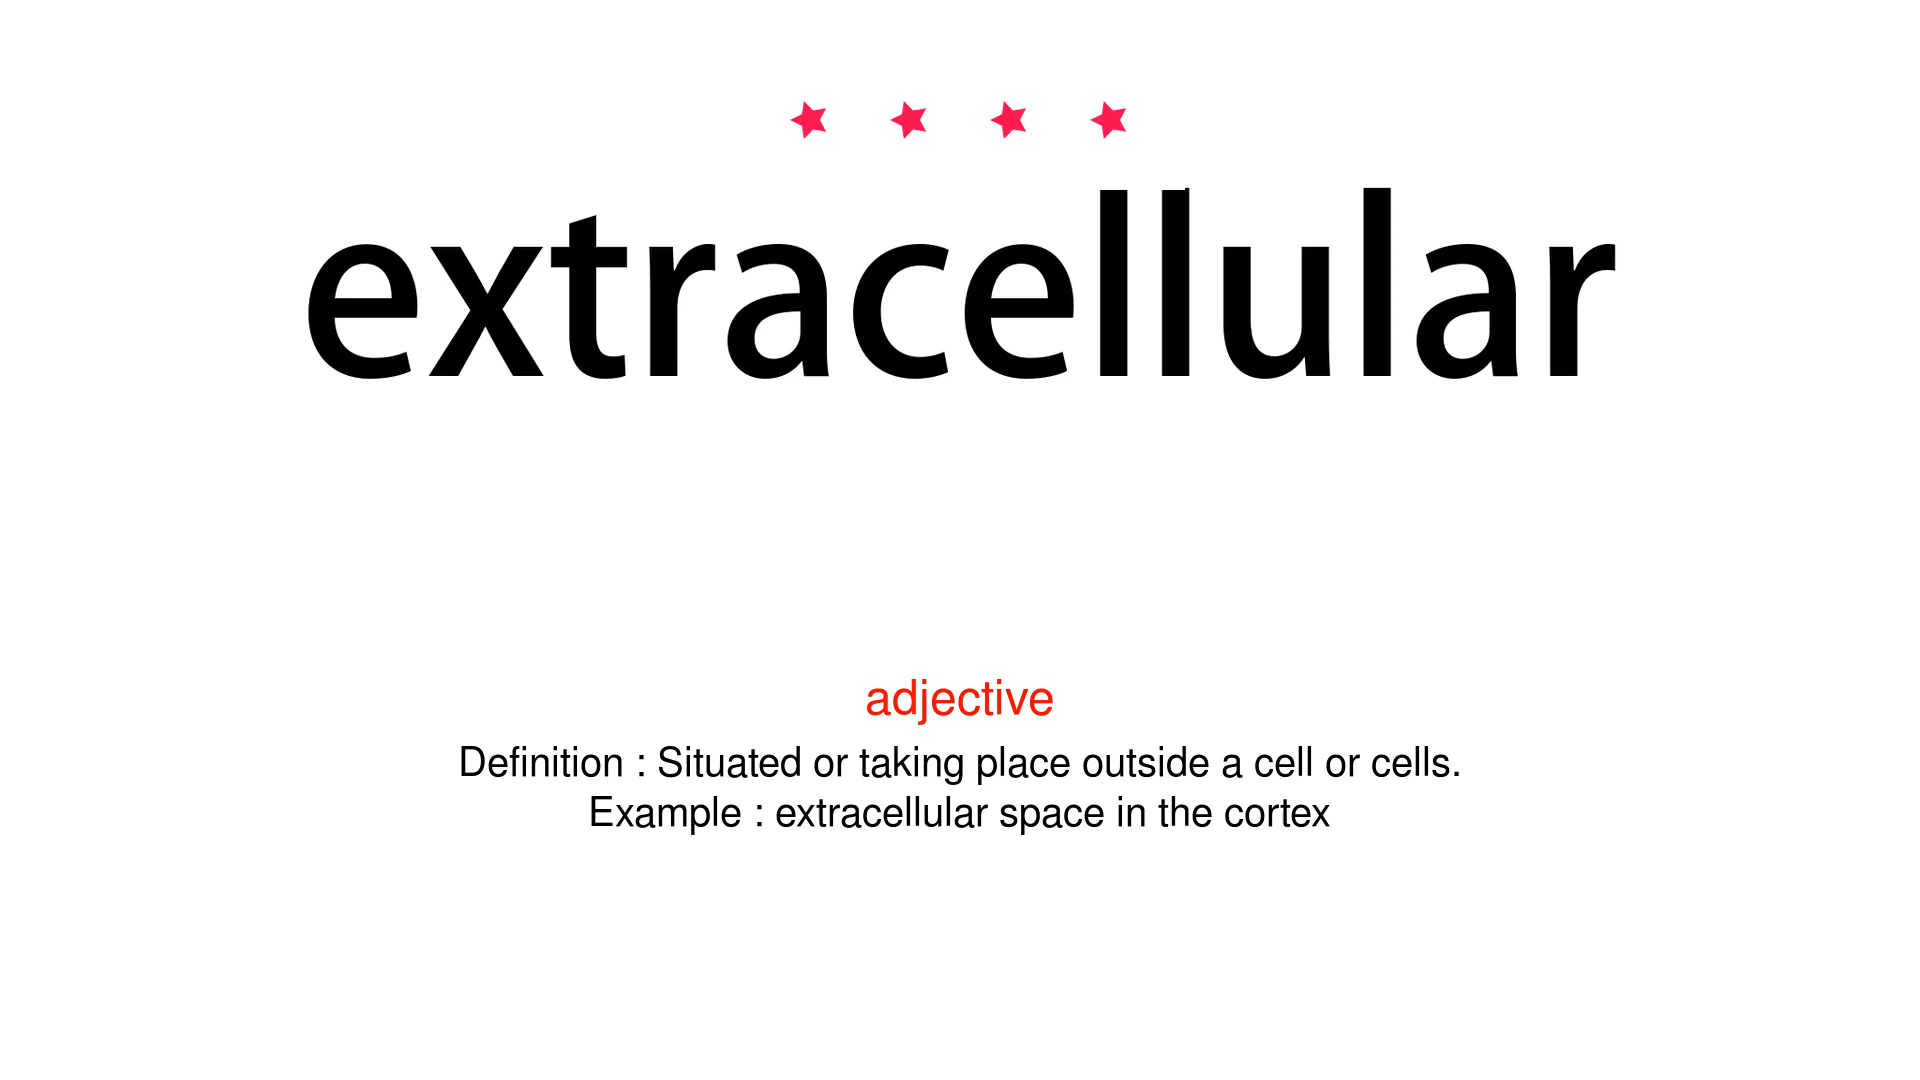 extracellular
adjective
Definition : Situated or taking place outside a cell or cells.
Example : extracellular space in the cortex